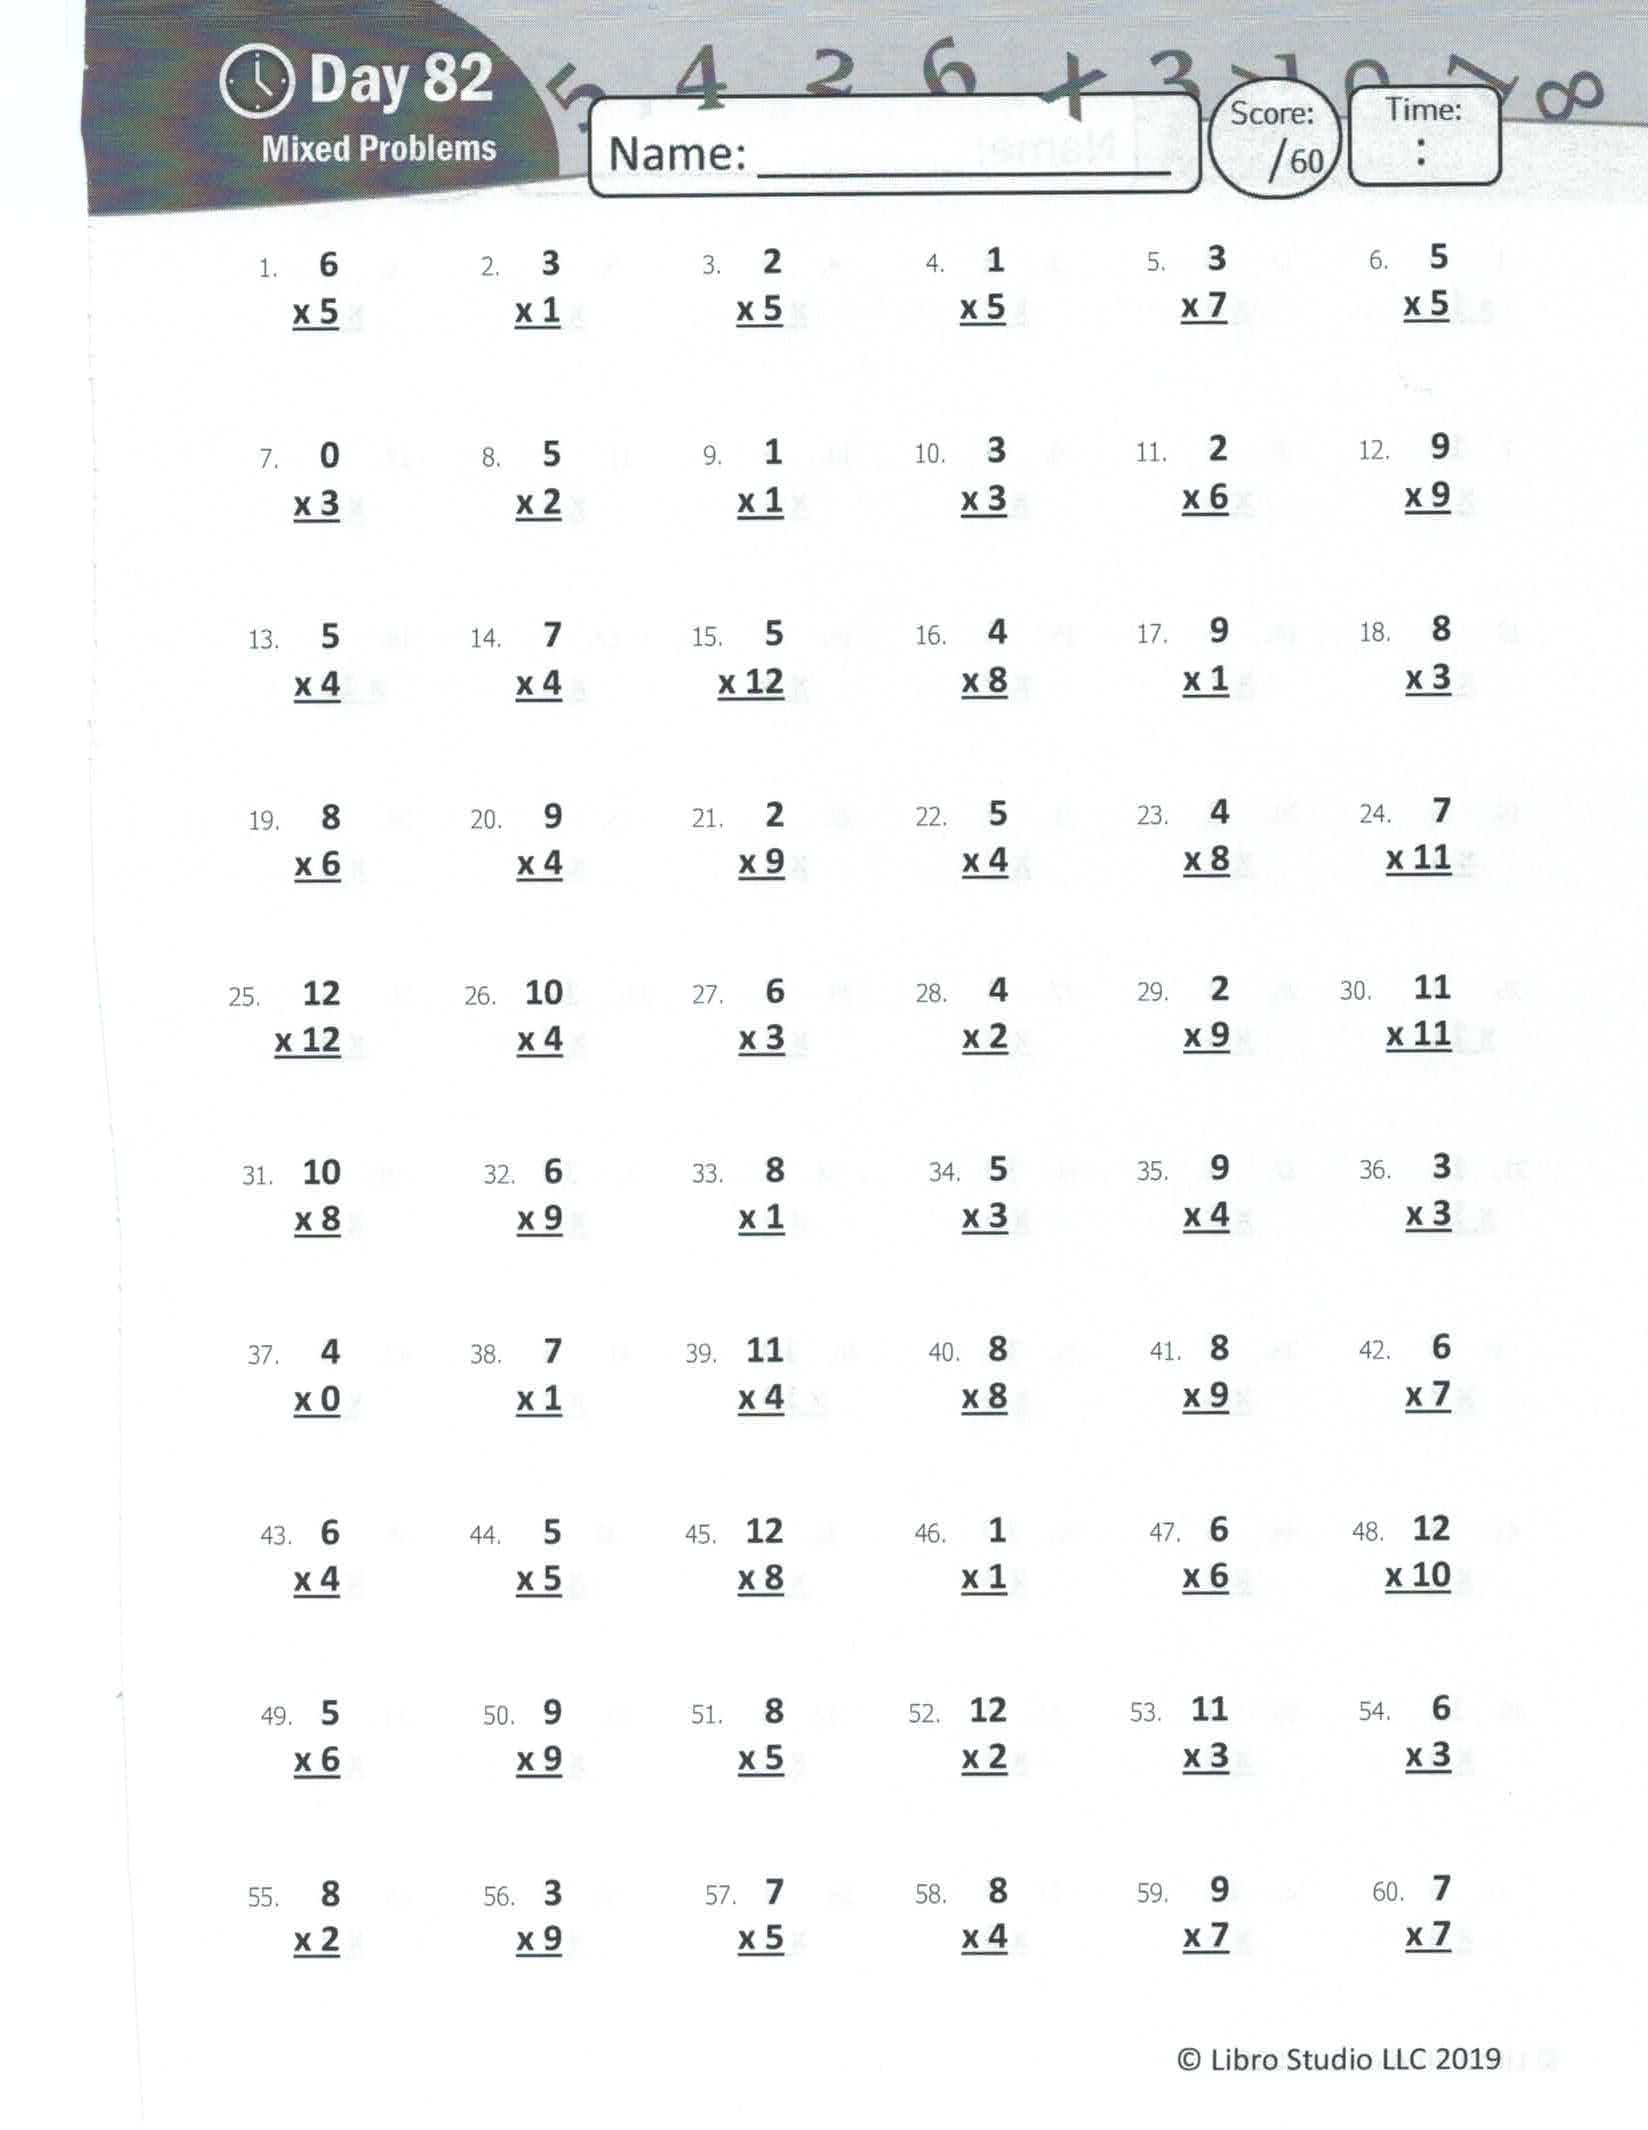 5 4 2 6 + 3 7 0 7 8
Day 82
Mixed Problems
Name:
Score:
/60
Time:
:
1. 6 2. 3 3. 2 4. 1 5. 3 6. 5
x 5 x 1 x 5 x 5 x 7 x 5
7. 0 8. 5 9. 1 10. 3 11. 2 12. 9
x 3 x 2 x 1 x 3 x 6 x 9
13. 5 14. 7 15. 5 16. 4 17. 9 18. 8
x 4 x 4 x 12 x 8 x 1 x 3
19. 8 20. 9 21. 2 22. 5 23. 4 24. 7
x 6 x 4 x 9 x 4 x 8 x 11
25. 12 26. 10 27. 6 28. 4 29. 2 30. 11
x 12 x 4 x 3 x 2 x 9 x 11
31. 10 32. 6 33. 8 34. 5 35. 9 36. 3
x 8 x 9 x 1 x 3 x 4 x 3
37. 4 38. 7 39. 11 40. 8 41. 8 42. 6
x 0 x 1 x 4 x 8 x 9 x 7
43. 6 44. 5 45. 12 46. 1 47. 6 48. 12
x 4 x 5 x 8 x 1 x 6 x 10
49. 5 50. 9 51. 8 52. 12 53. 11 54. 6
x 6 x 9 x 5 x 2 x 3 x 3
55. 8 56. 3 57. 7 58. 8 59. 9 60. 7
x 2 x 9 x 5 x 4 x 7 x 7
© Libro Studio LLC 2019